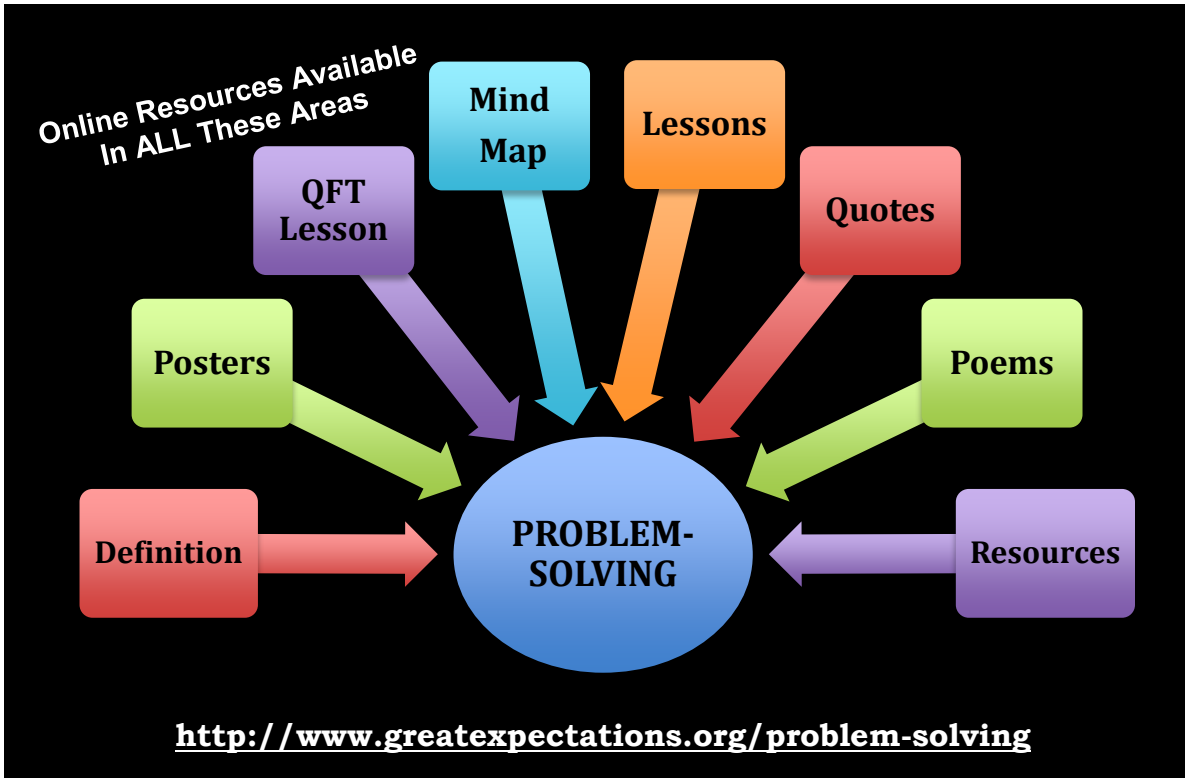 Online Resources Available
In ALL These Areas
Mind
Map
Lessons
QFT
Lesson
Quotes
Posters
Poems
Definition
PROBLEM-
SOLVING
Resources
http://www.greatexpectations.org/problem-solving